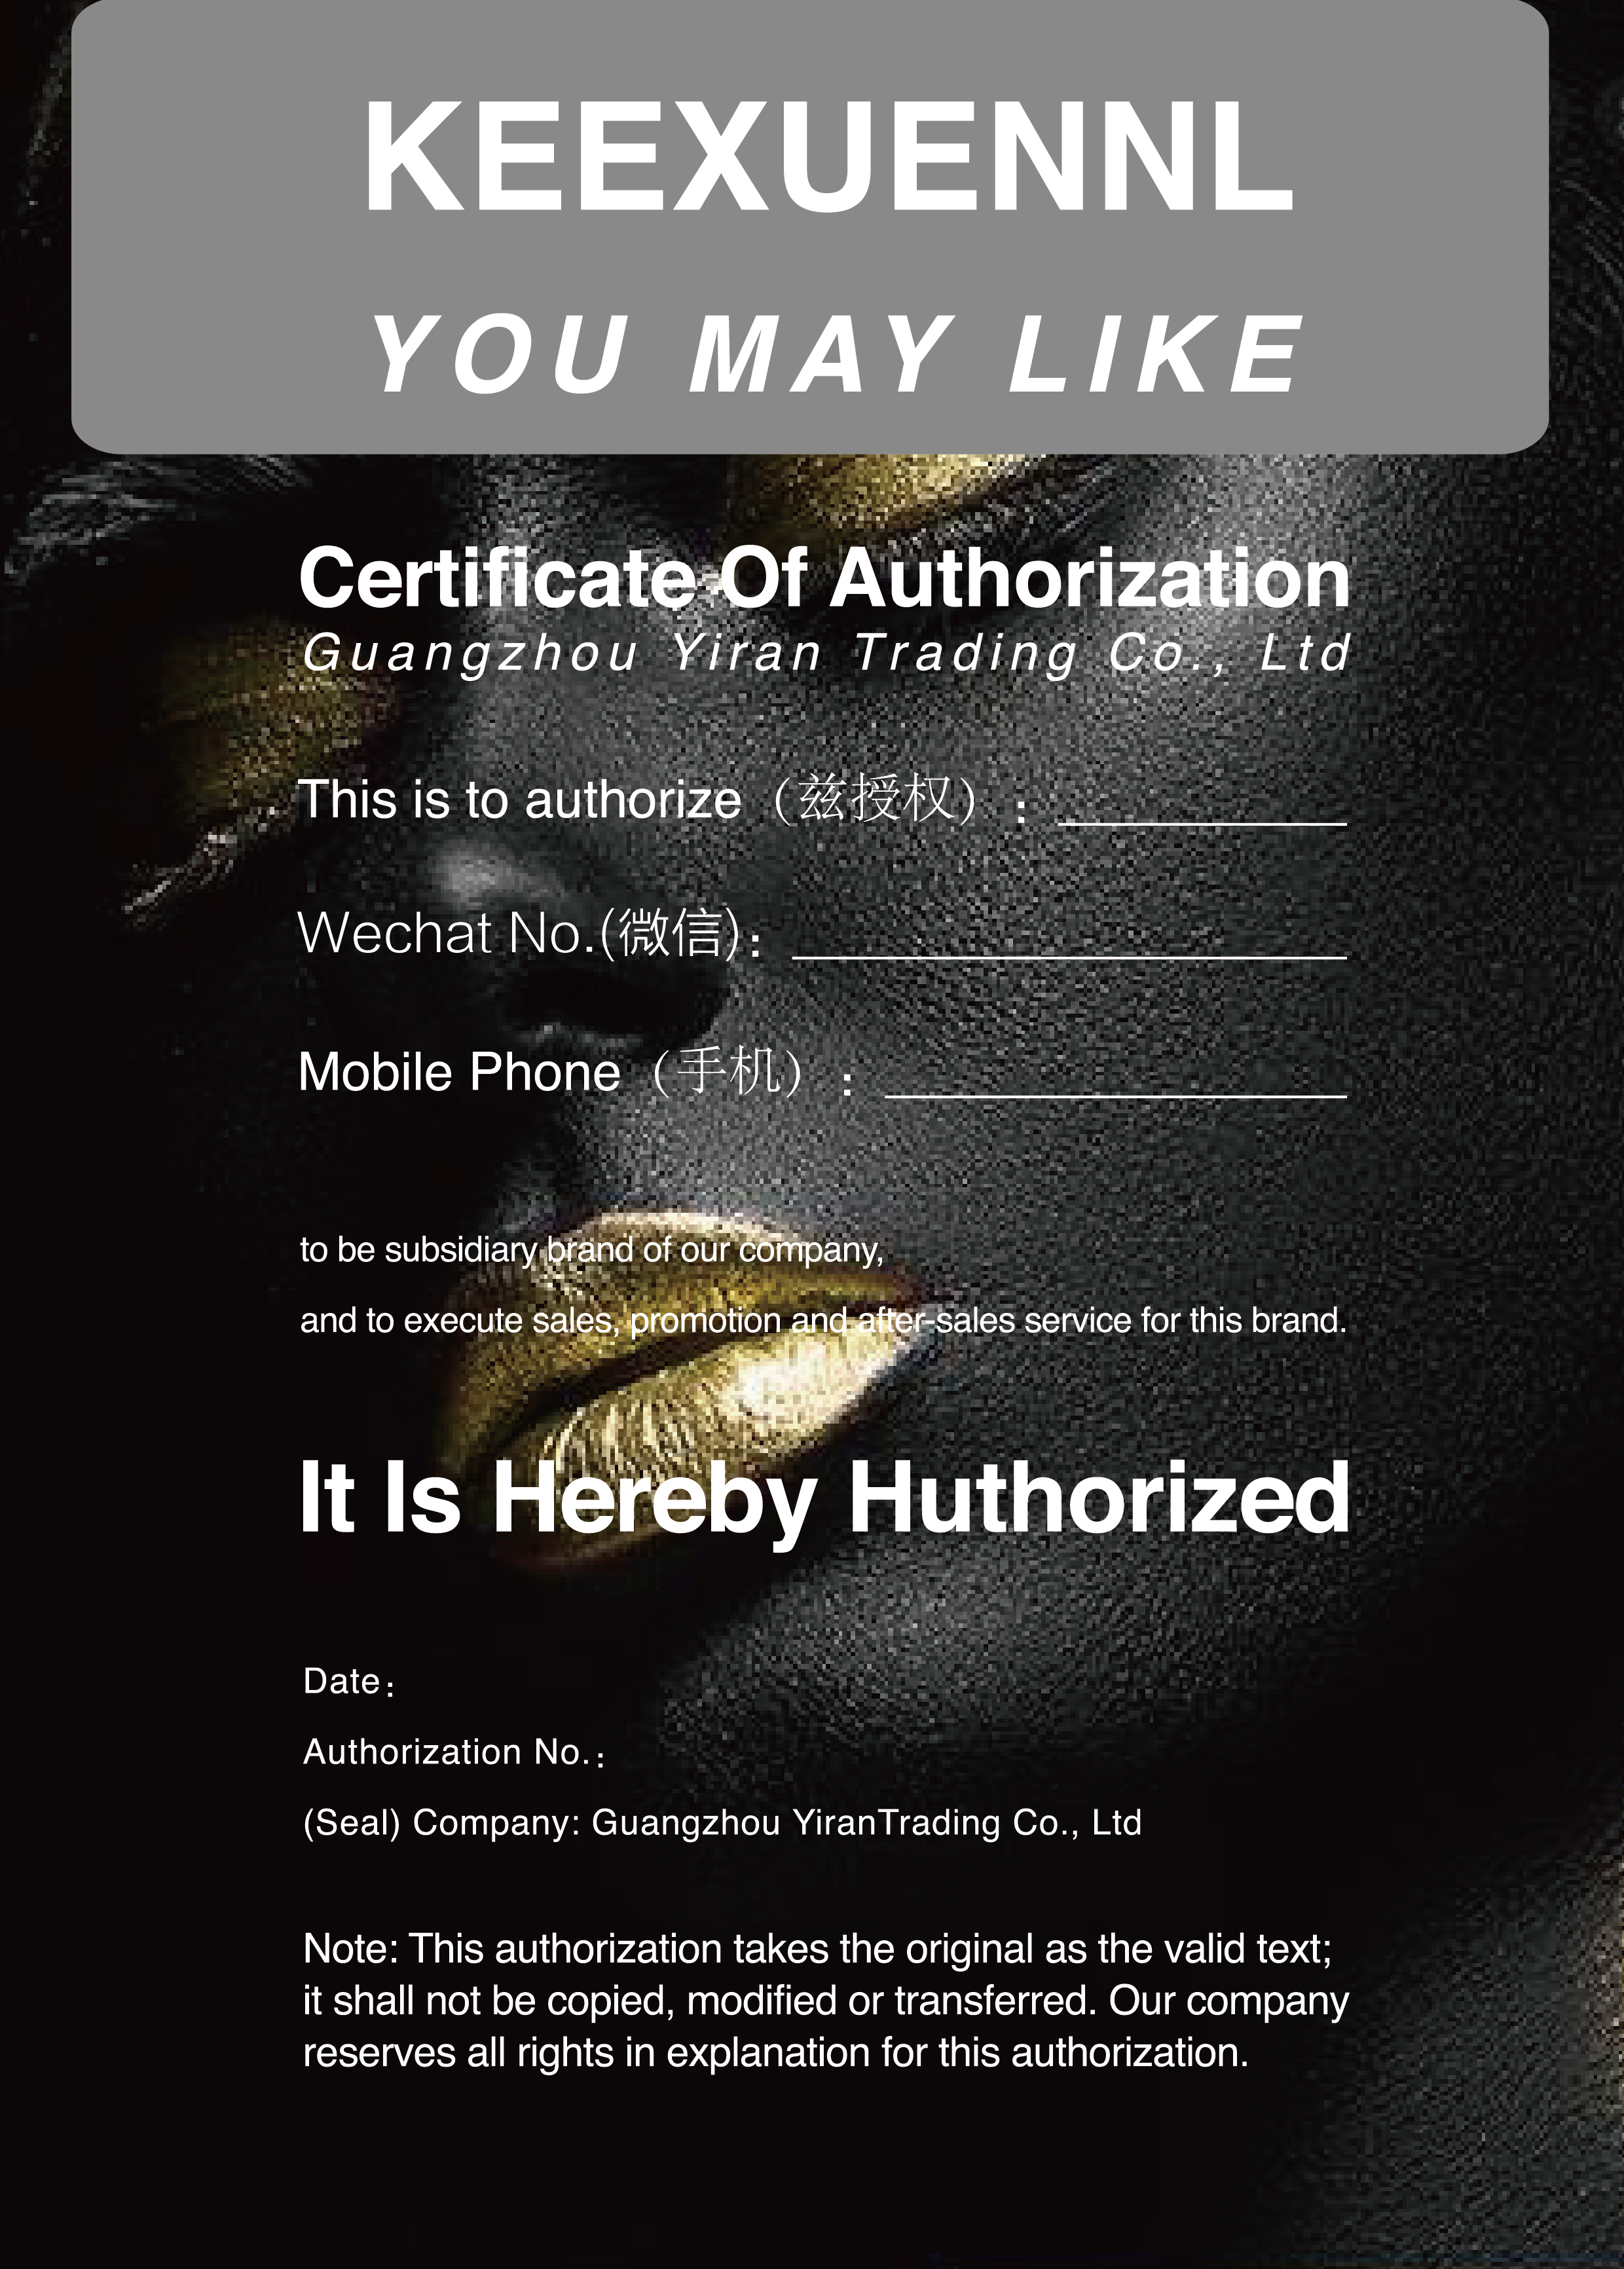 KEEXUENNL
YOU MAY LIKE
Certificate Of Authorization
Guangzhou Yiran Trading Co., Ltd
This is to authorize（兹授权）：
Wechat No.(微信)：
Mobile Phone（手机）：
to be subsidiary brand of our company,
and to execute sales, promotion and after-sales service for this brand.
It Is Hereby Huthorized
Date：
Authorization No.：
(Seal) Company: Guangzhou YiranTrading Co., Ltd
Note: This authorization takes the original as the valid text;
it shall not be copied, modified or transferred. Our company
reserves all rights in explanation for this authorization.